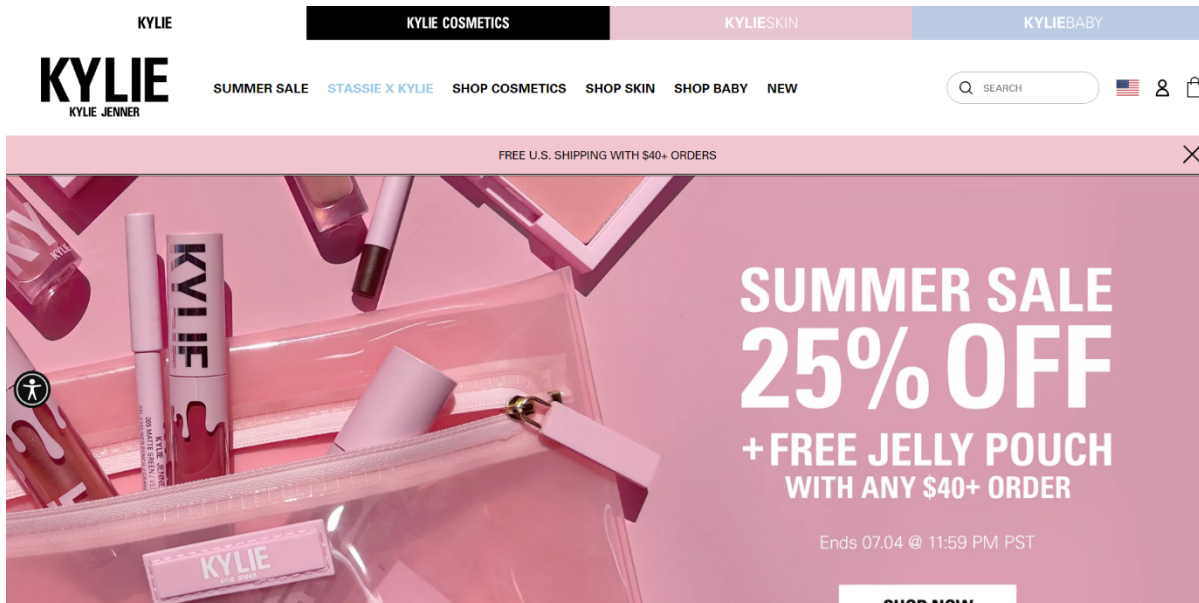 KYLIE
KYLIE COSMETICS
KYLIESKIN
KYLIEBABY
KYLIE
KYLIE JENNER
SUMMER SALE
STASSIE X KYLIE
SHOP COSMETICS
SHOP SKIN
SHOP BABY
NEW
SEARCH
FREE U.S. SHIPPING WITH $40+ ORDERS
KYLIE
SUMMER SALE
25% OFF
+FREE JELLY POUCH
WITH ANY $40+ ORDER
Ends 07.04 @ 11:59 PM PST
SHOP NOW
KYLIE